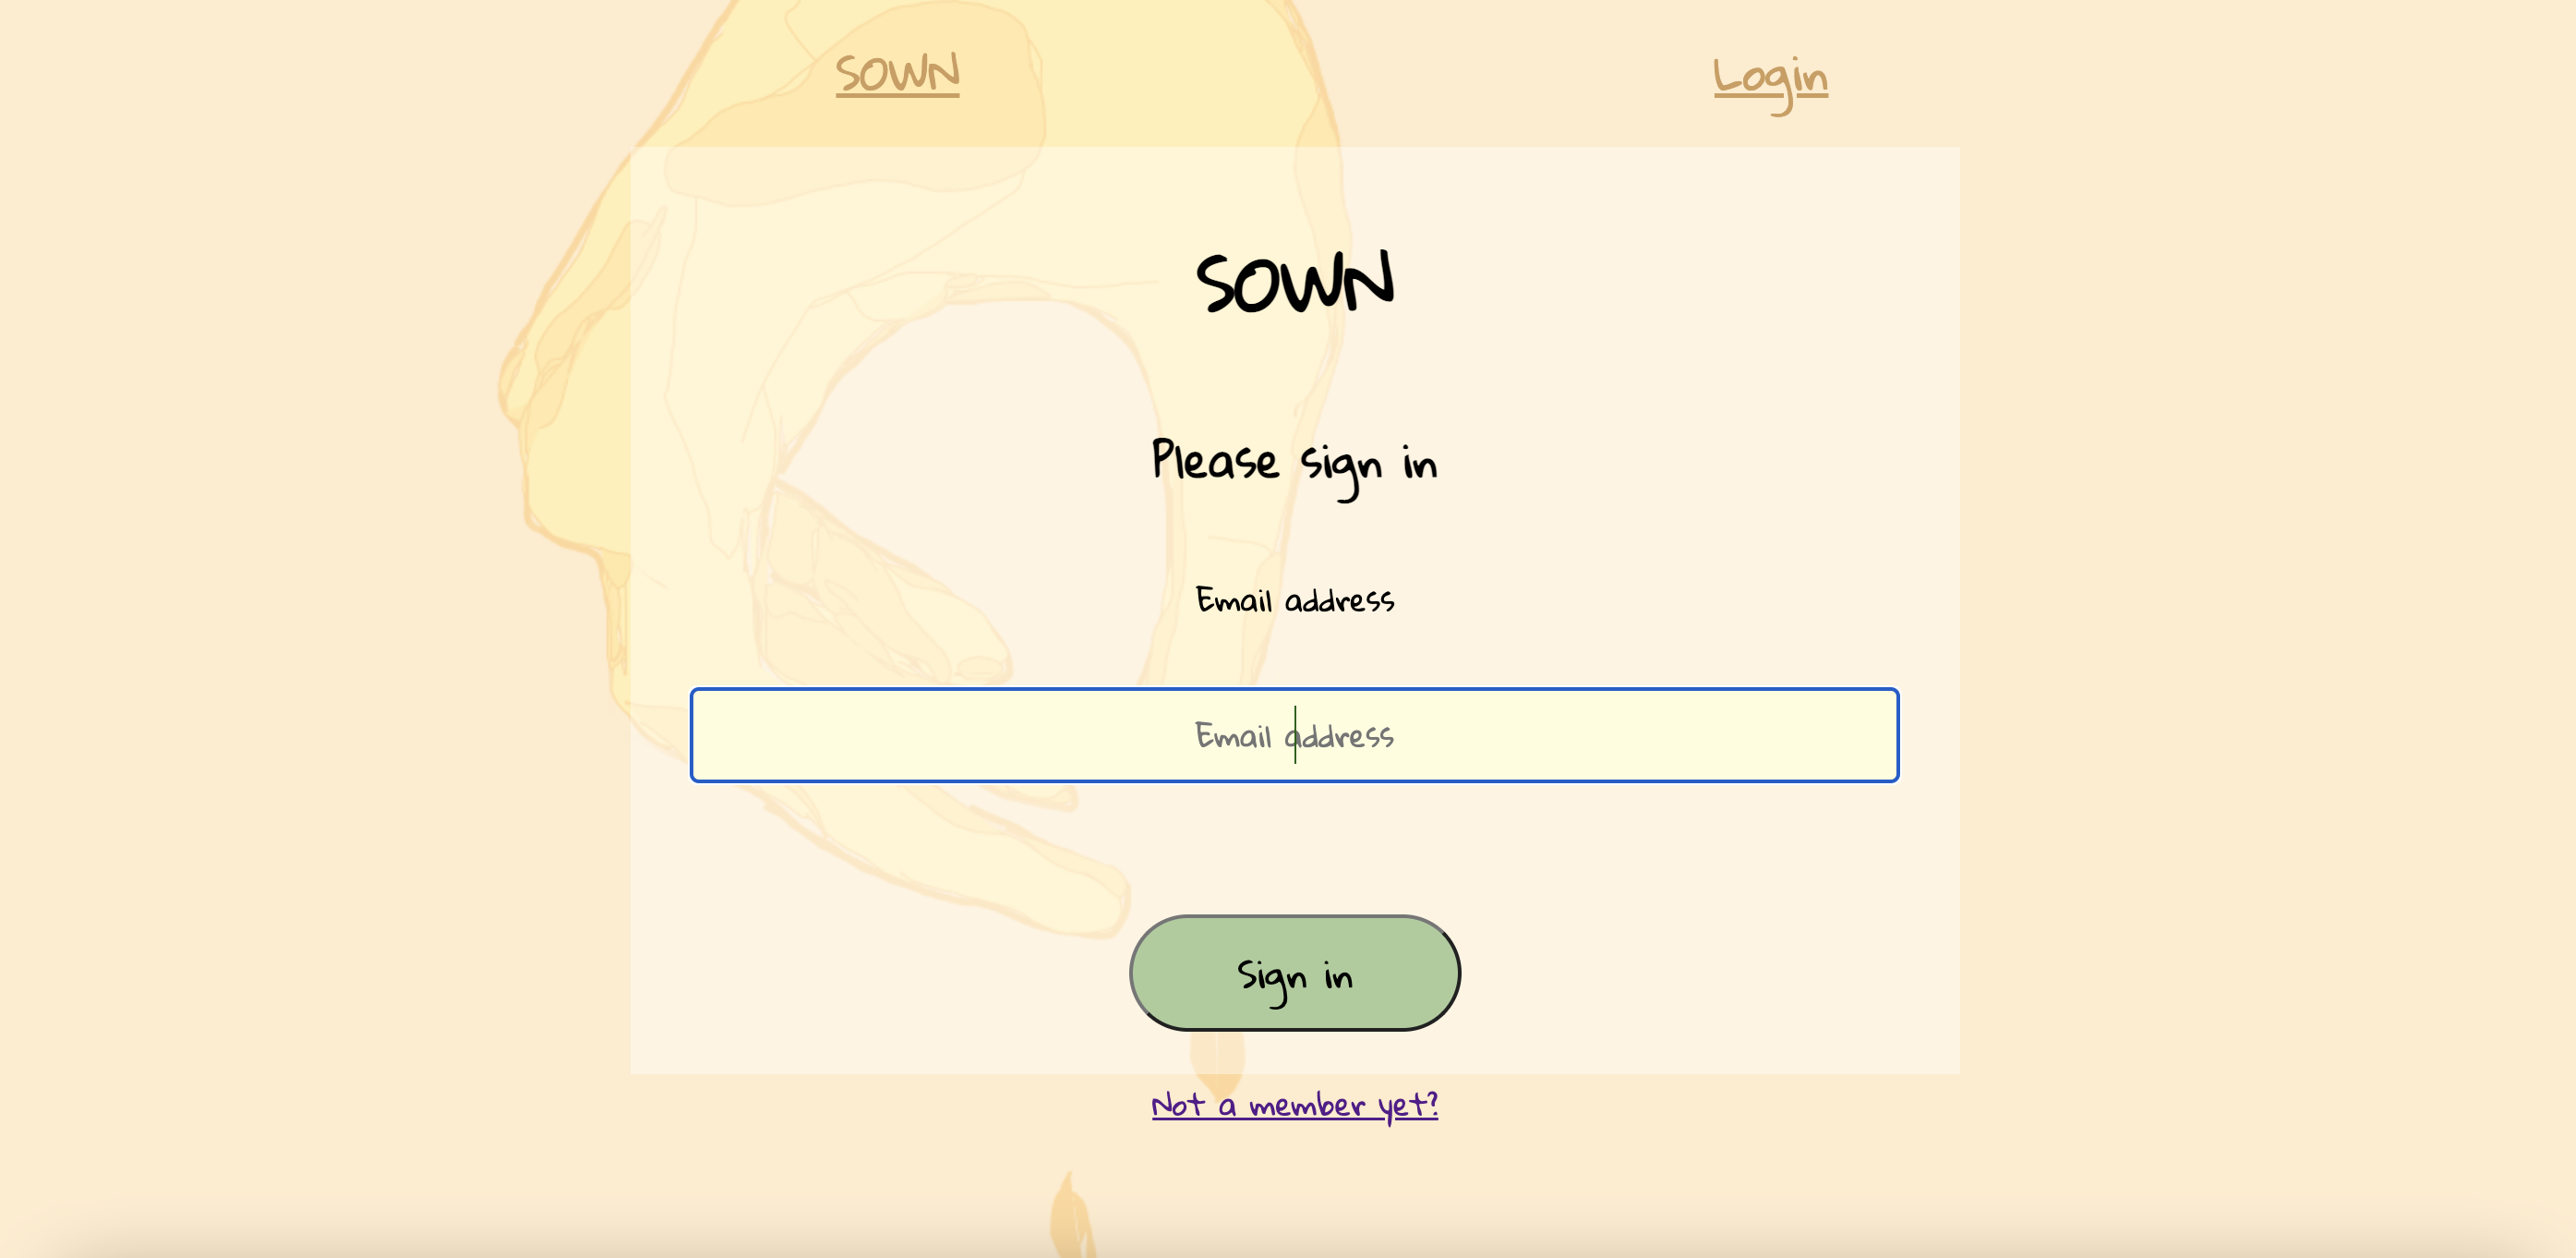 SOWN
Login
SOWN
Please sign in
Email address
Email address
Sign in
Not a member yet?